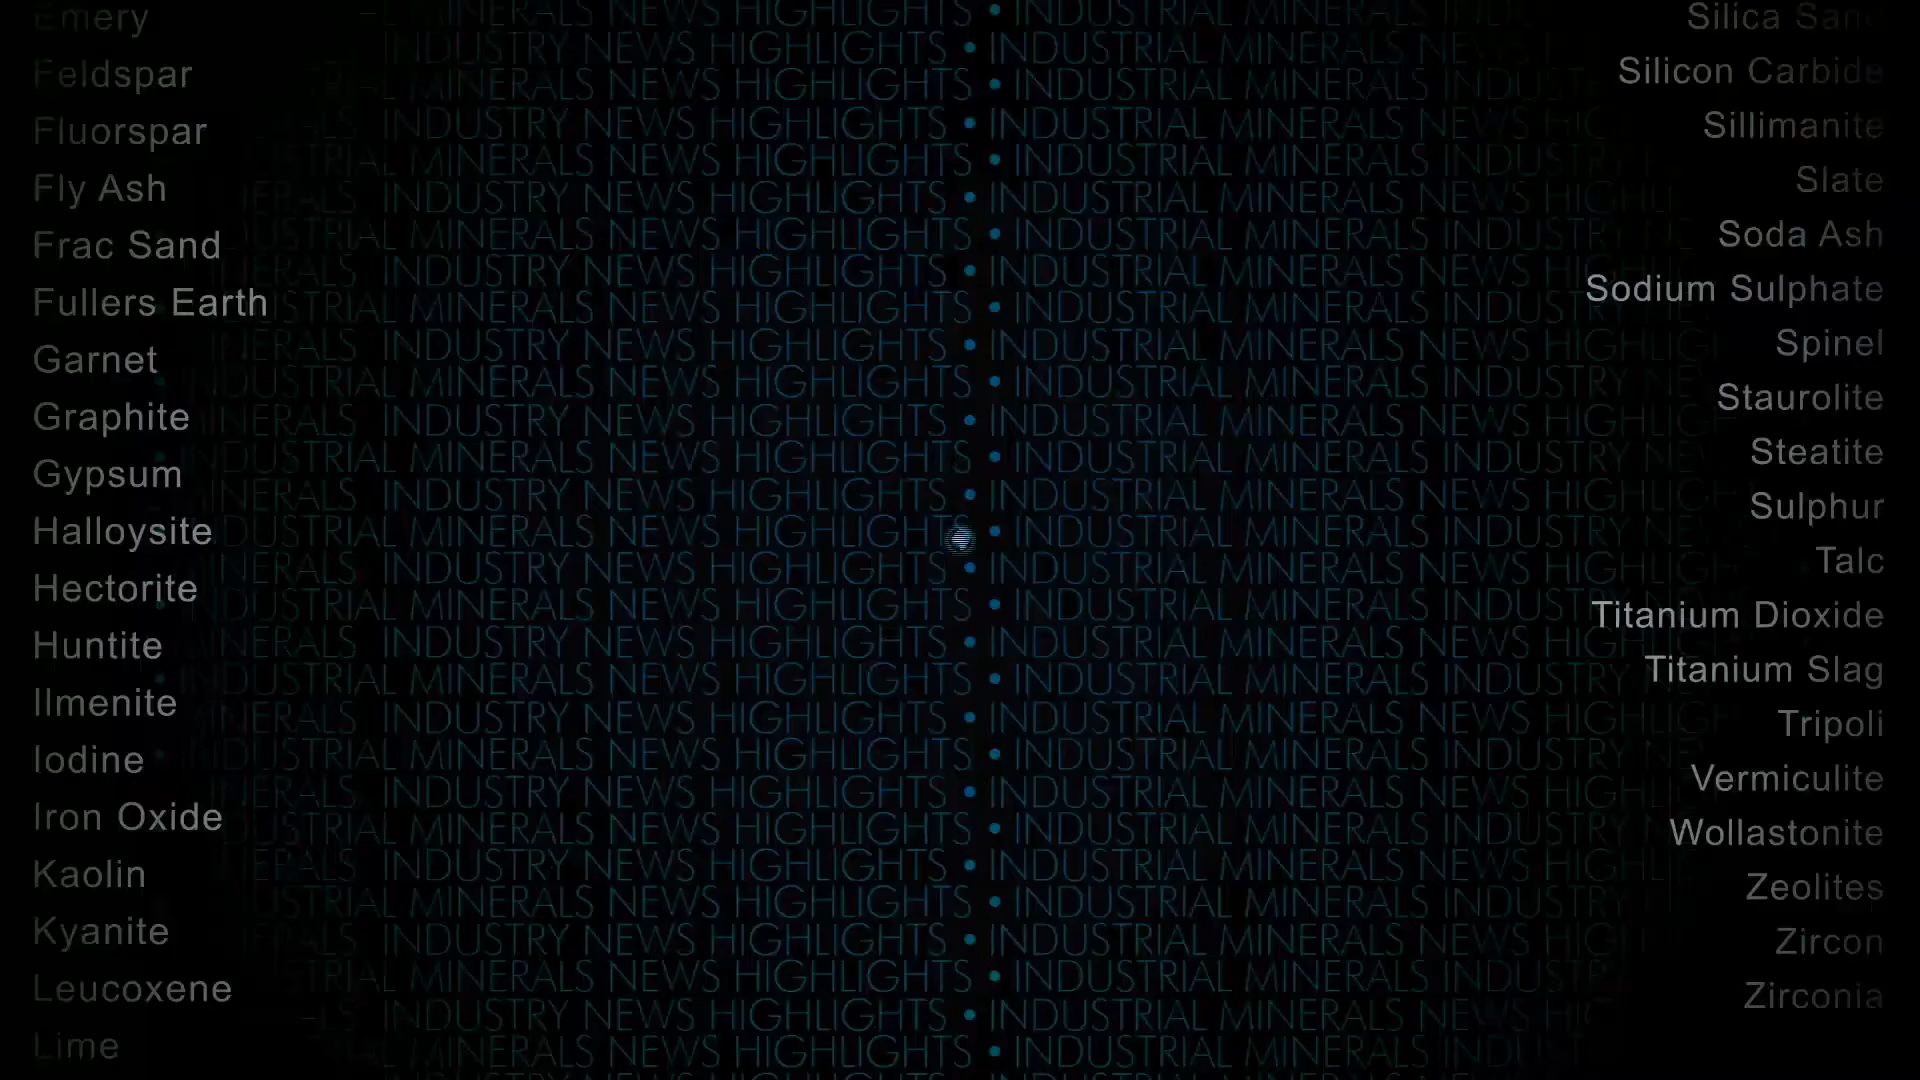 Emery
Feldspar
Fluorspar
Fly Ash
Frac Sand
Fullers Earth
Garnet
Graphite
Gypsum
Halloysite
Hectorite
Huntite
Ilmenite
Iodine
Iron Oxide
Kaolin
Kyanite
Leucoxene
Lime
INDUSTRY NEWS HIGHLIGHTS • INDUSTRIAL MINERALS NEWS
MINERALS NEWS HIGHLIGHTS • INDUSTRIAL MINERALS INDUSTRY
Silica Sand
Silicon Carbide
Sillimanite
Slate
Soda Ash
Sodium Sulphate
Spinel
Staurolite
Steatite
Sulphur
Talc
Titanium Dioxide
Titanium Slag
Tripoli
Vermiculite
Wollastonite
Zeolites
Zircon
Zirconia